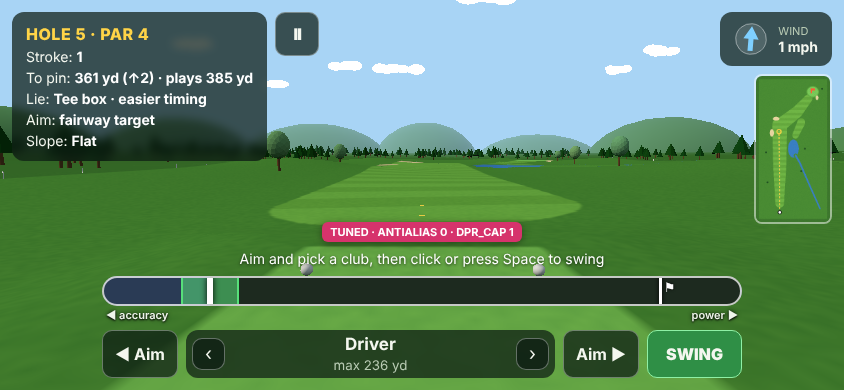 HOLE 5 · PAR 4
Stroke: 1
To pin: 361 yd (↑2) · plays 385 yd
Lie: Tee box · easier timing
Aim: fairway target
Slope: Flat
WIND
1 mph
TUNED · ANTIALIAS 0 · DPR_CAP 1
Aim and pick a club, then click or press Space to swing
◀ accuracy
power ▶
◀ Aim
‹
Driver
max 236 yd
›
Aim ▶
SWING